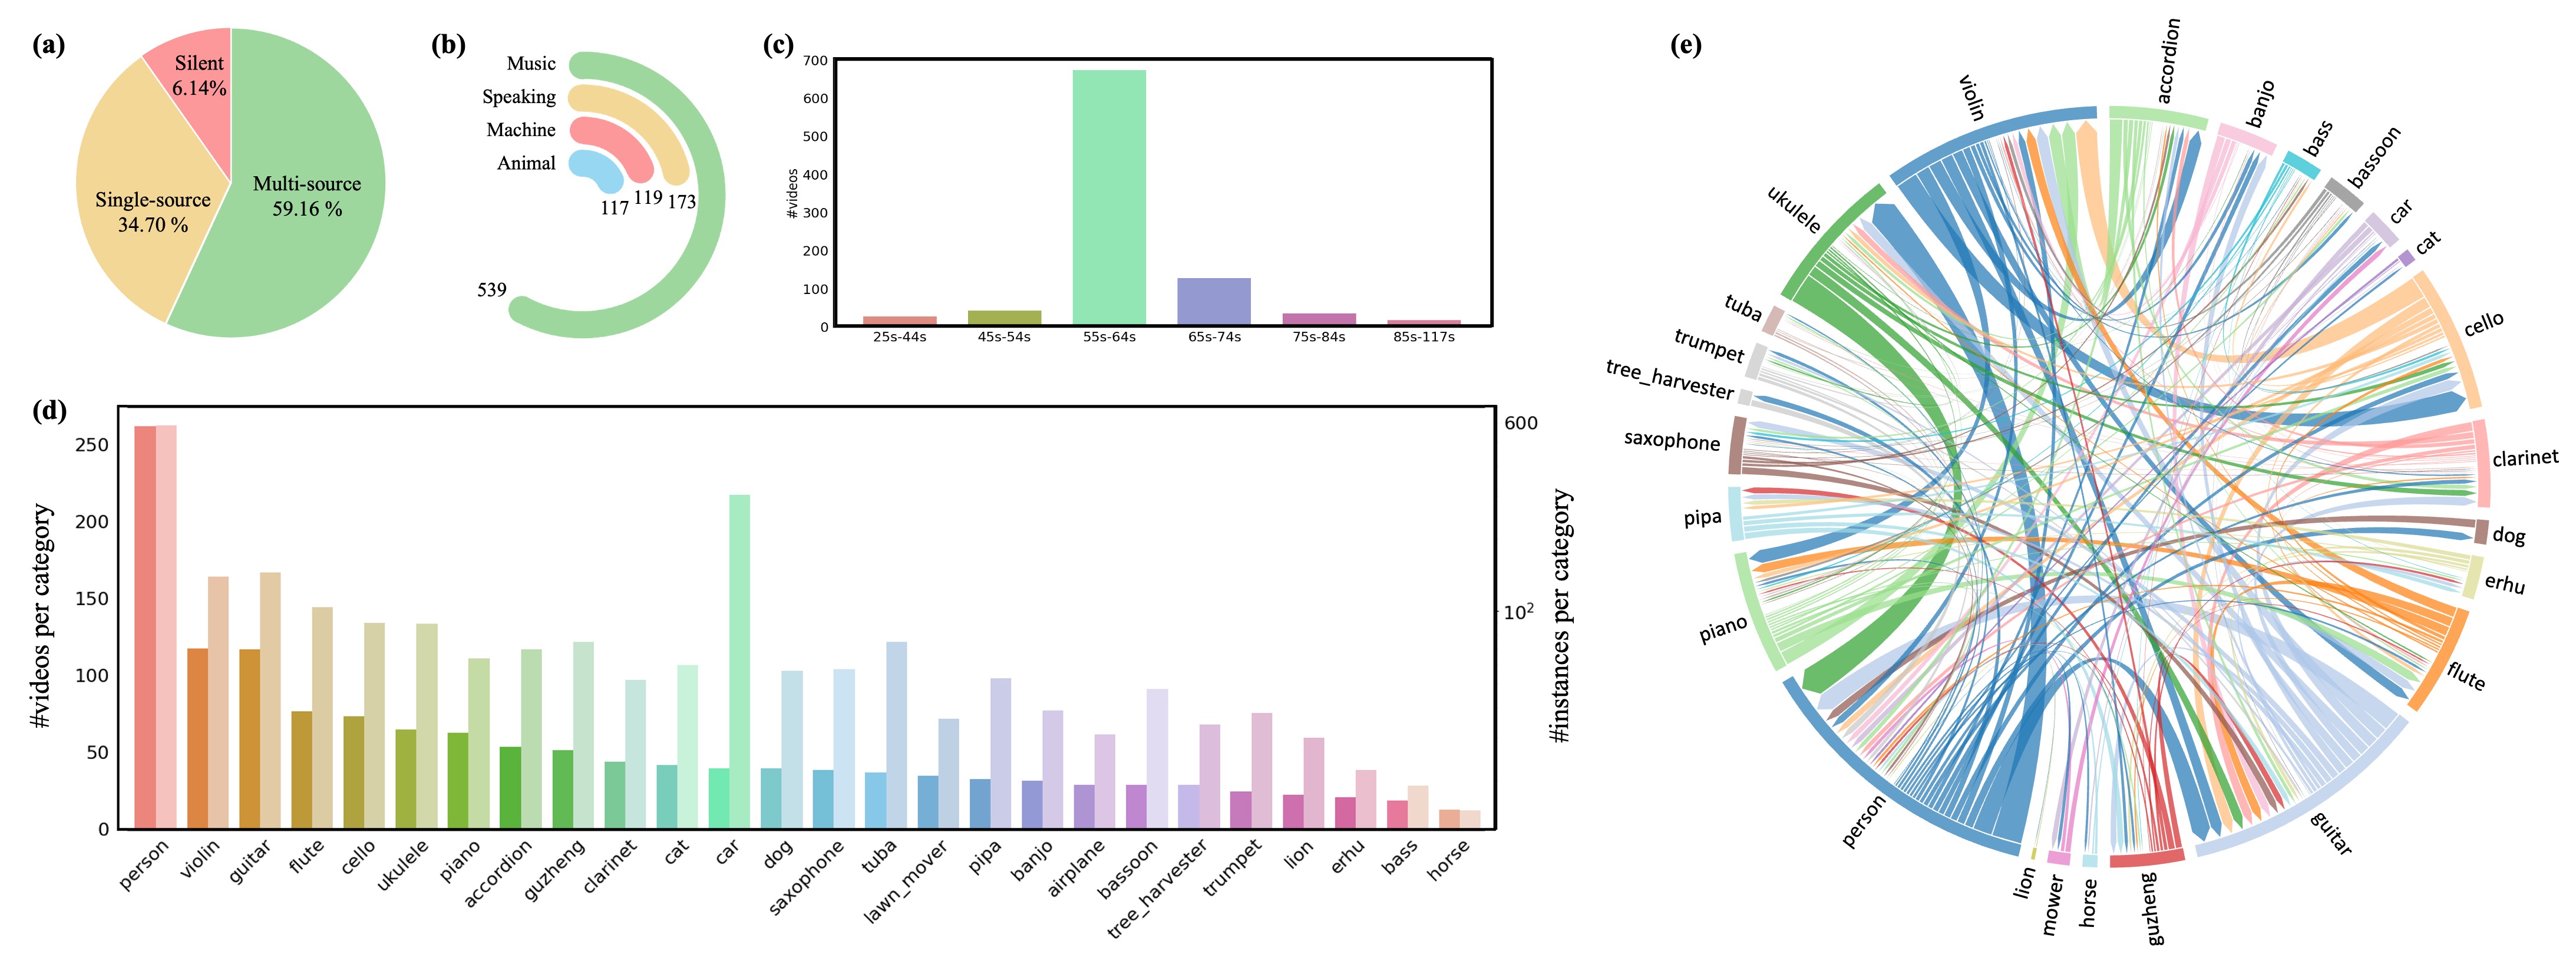 (a)
Silent
6.14%
Single-source
34.70 %
Multi-source
59.16 %
(b)
Music
Speaking
Machine
Animal
117
119
173
539
(c)
#videos
700
600
500
400
300
200
100
0
25s-44s
45s-54s
55s-64s
65s-74s
75s-84s
85s-117s
(d)
#videos per category
250
200
150
100
50
0
600
10²
#instances per category
person
violin
guitar
flute
cello
ukulele
piano
accordion
guzheng
clarinet
cat
car
dog
saxophone
tuba
lawn_mover
pipa
banjo
airplane
bassoon
tree_harvester
trumpet
lion
erhu
bass
horse
(e)
accordion
banjo
bass
bassoon
car
cat
cello
clarinet
dog
erhu
flute
guitar
guzheng
horse
mower
lion
person
piano
pipa
saxophone
tree_harvester
trumpet
tuba
ukulele
violin